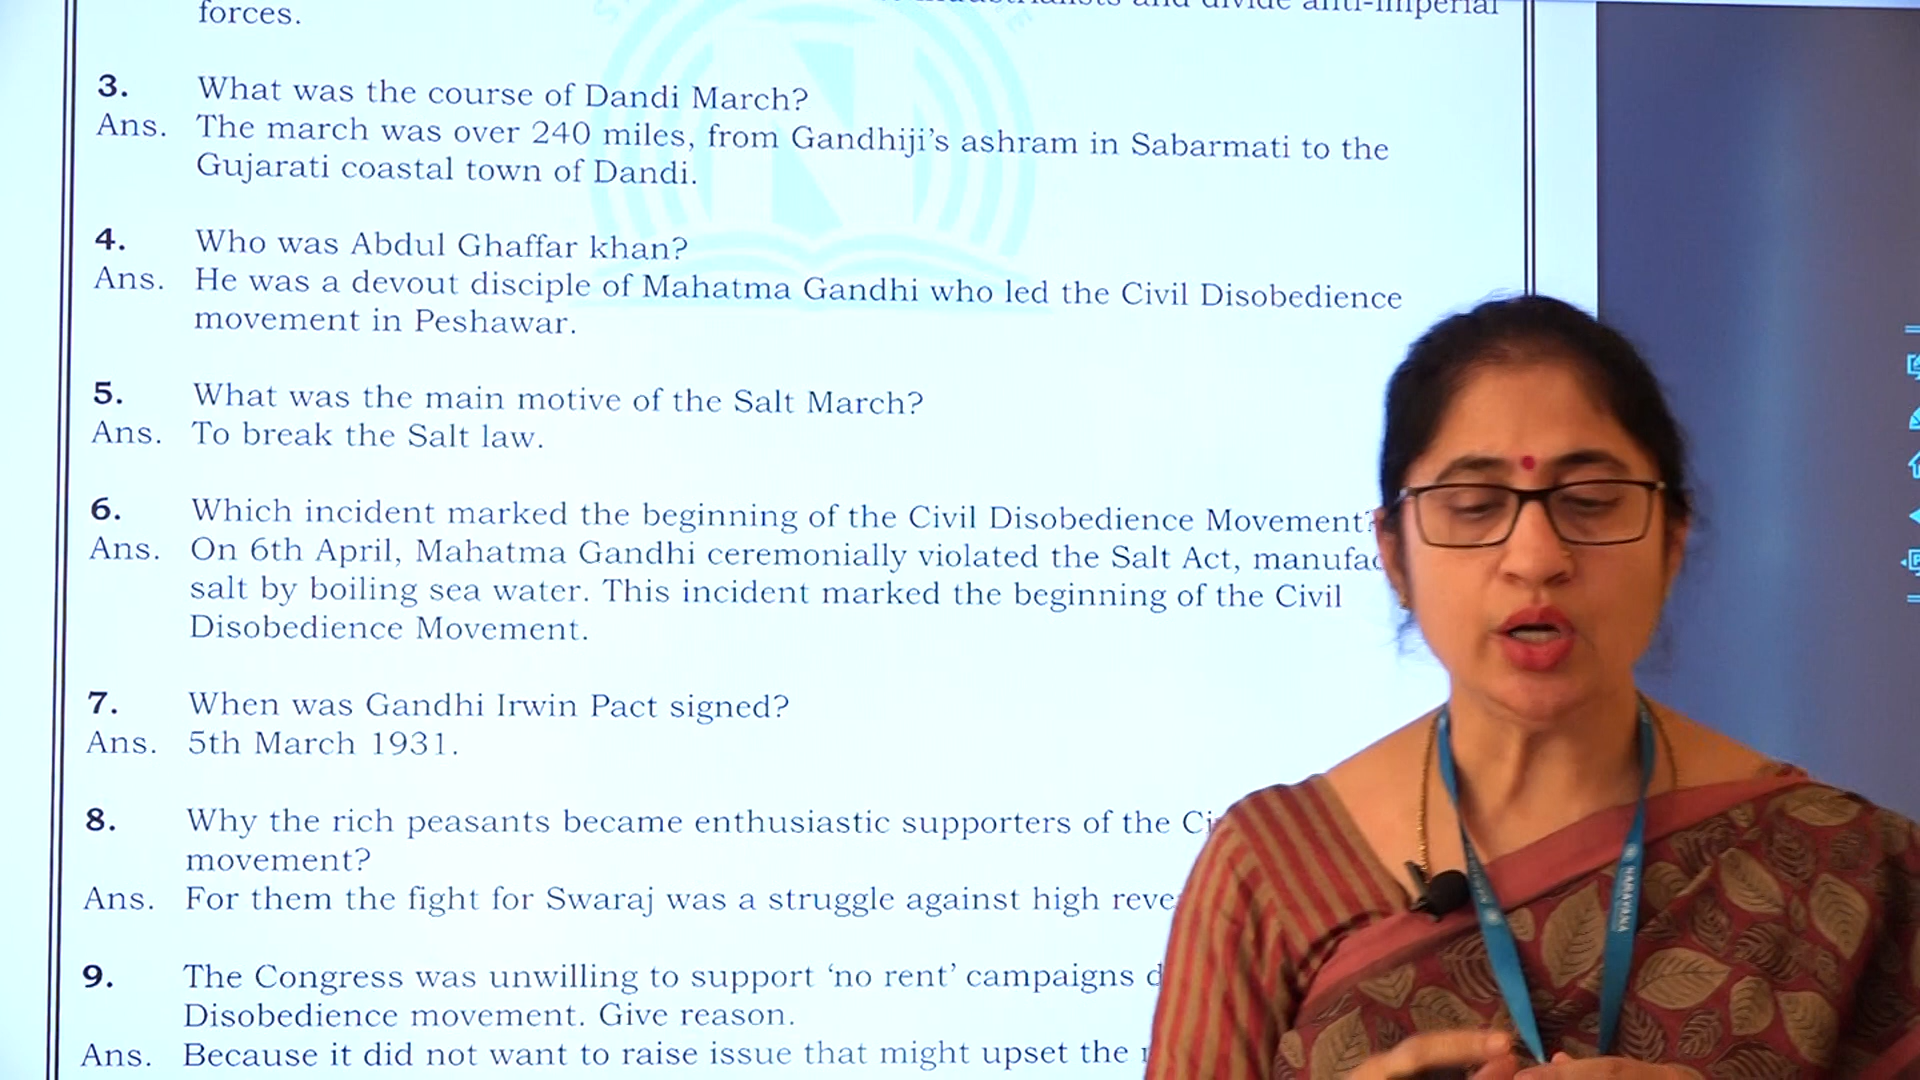 industrialists and divide anti-imperial
forces.
3. What was the course of Dandi March?
Ans. The march was over 240 miles, from Gandhiji's ashram in Sabarmati to the
Gujarati coastal town of Dandi.
4. Who was Abdul Ghaffar khan?
Ans. He was a devout disciple of Mahatma Gandhi who led the Civil Disobedience
movement in Peshawar.
5. What was the main motive of the Salt March?
Ans. To break the Salt law.
6. Which incident marked the beginning of the Civil Disobedience Movement?
Ans. On 6th April, Mahatma Gandhi ceremonially violated the Salt Act,
salt by boiling sea water. This incident marked the beginning of the Civil
Disobedience Movement.
7. When was Gandhi Irwin Pact signed?
Ans. 5th March 1931.
8. Why the rich peasants became enthusiastic supporters of the
movement?
Ans. For them the fight for Swaraj was a struggle against high
9. The Congress was unwilling to support 'no rent' campaigns
Disobedience movement. Give reason.
Ans. Because it did not want to raise issue that might upset the
NARAYANA